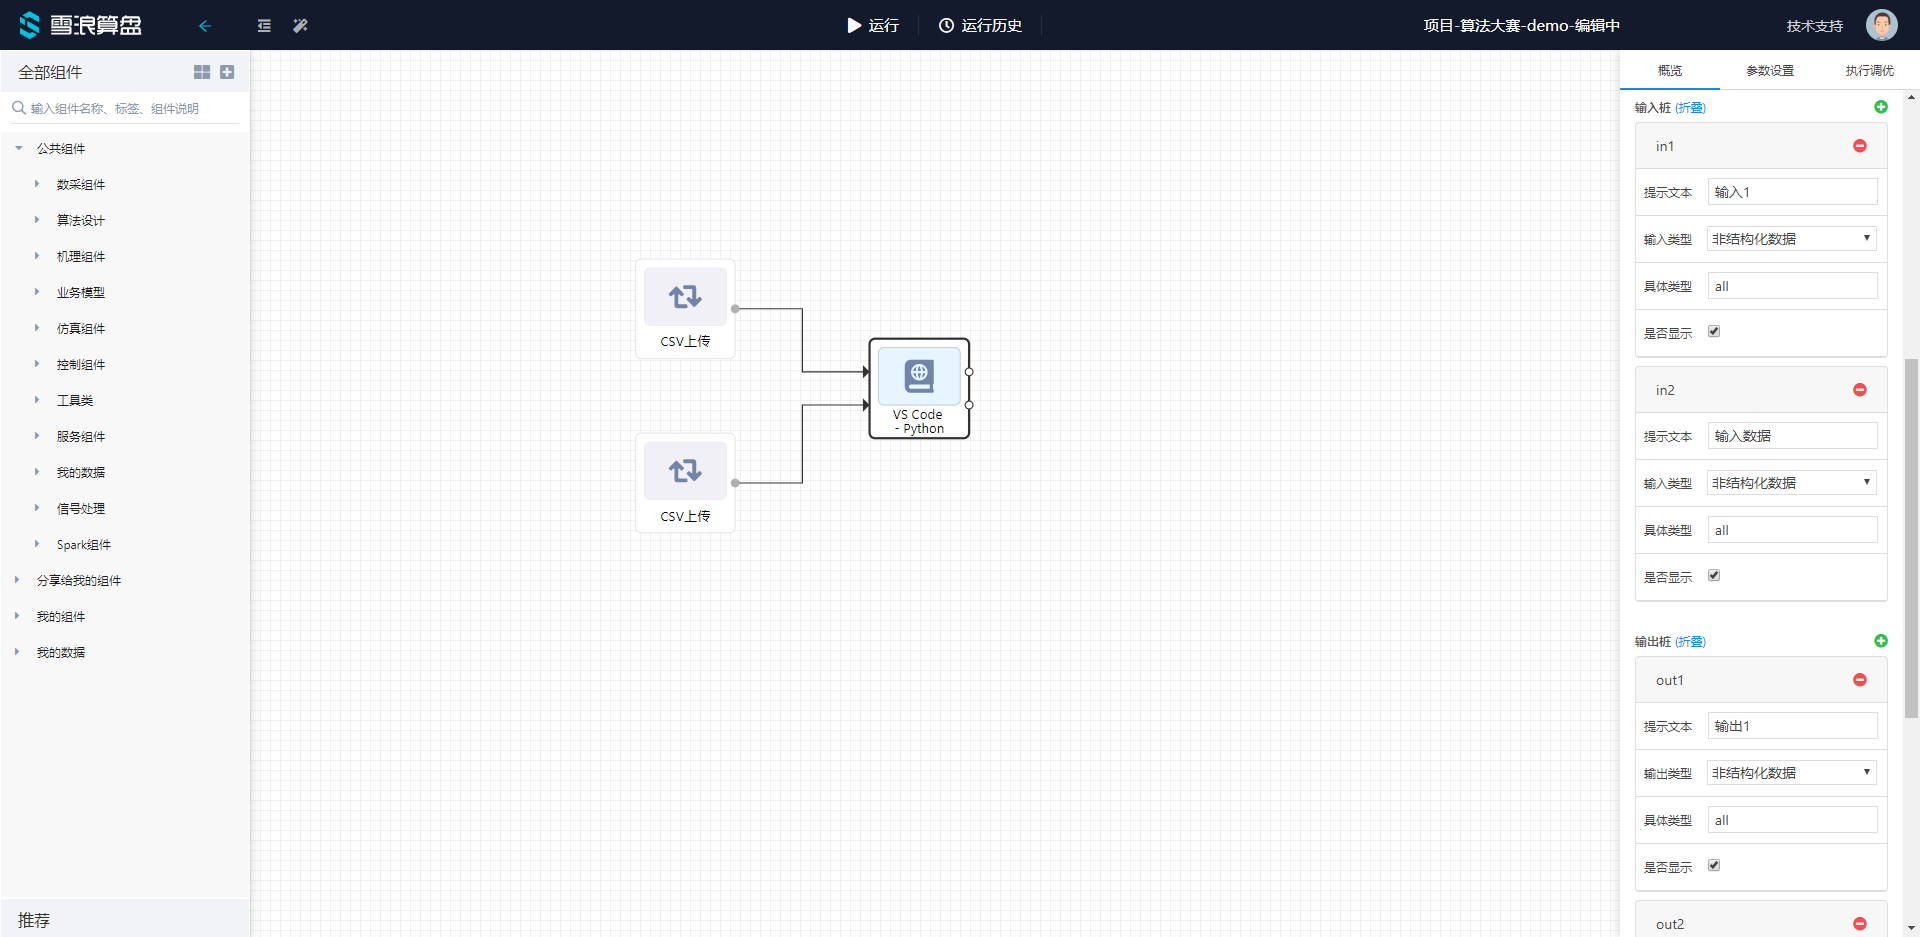 雪浪算盘
运行
运行历史
项目-算法大赛-demo-编辑中
技术支持
全部组件
输入组件名称、标签、组件说明
公共组件
数采组件
算法设计
机理组件
业务模型
仿真组件
控制组件
工具类
服务组件
我的数据
信号处理
Spark组件
分享给我的组件
我的组件
我的数据
推荐
CSV上传
CSV上传
VS Code
- Python
概览
参数设置
执行调优
输入桩 (折叠)
in1
提示文本 输入1
输入类型 非结构化数据
具体类型 all
是否显示
in2
提示文本 输入数据
输入类型 非结构化数据
具体类型 all
是否显示
输出桩 (折叠)
out1
提示文本 输出1
输出类型 非结构化数据
具体类型 all
是否显示
out2